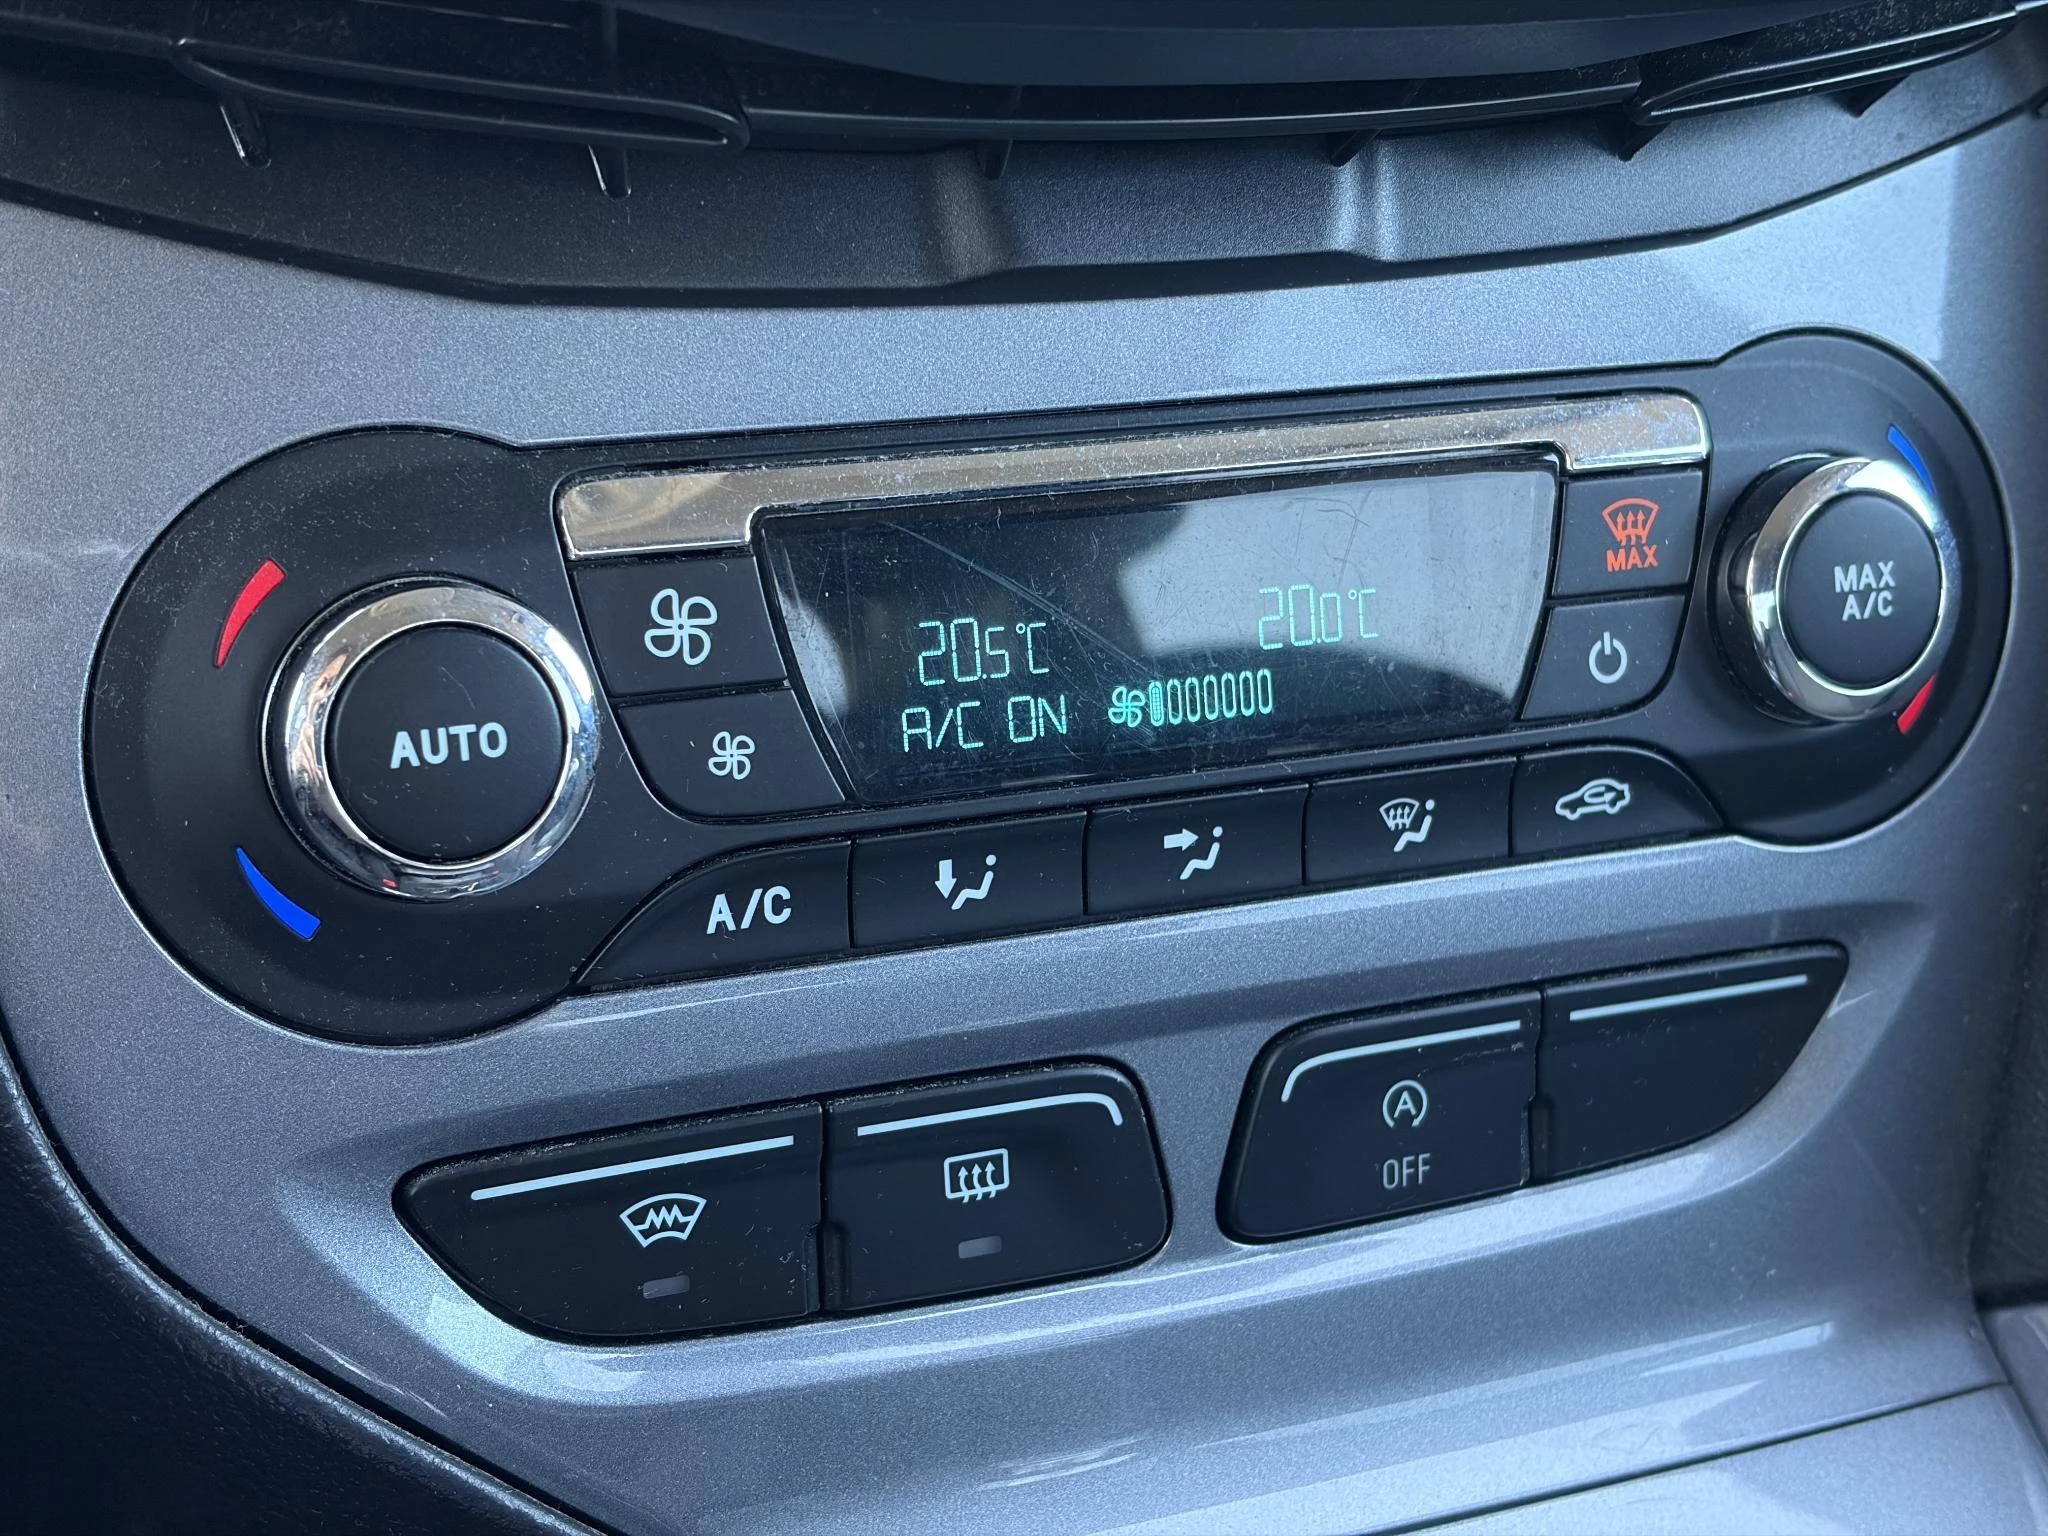 MAX
MAX
A/C
20.5°C
20.0°C
AUTO
A/C ON
A/C
A
OFF